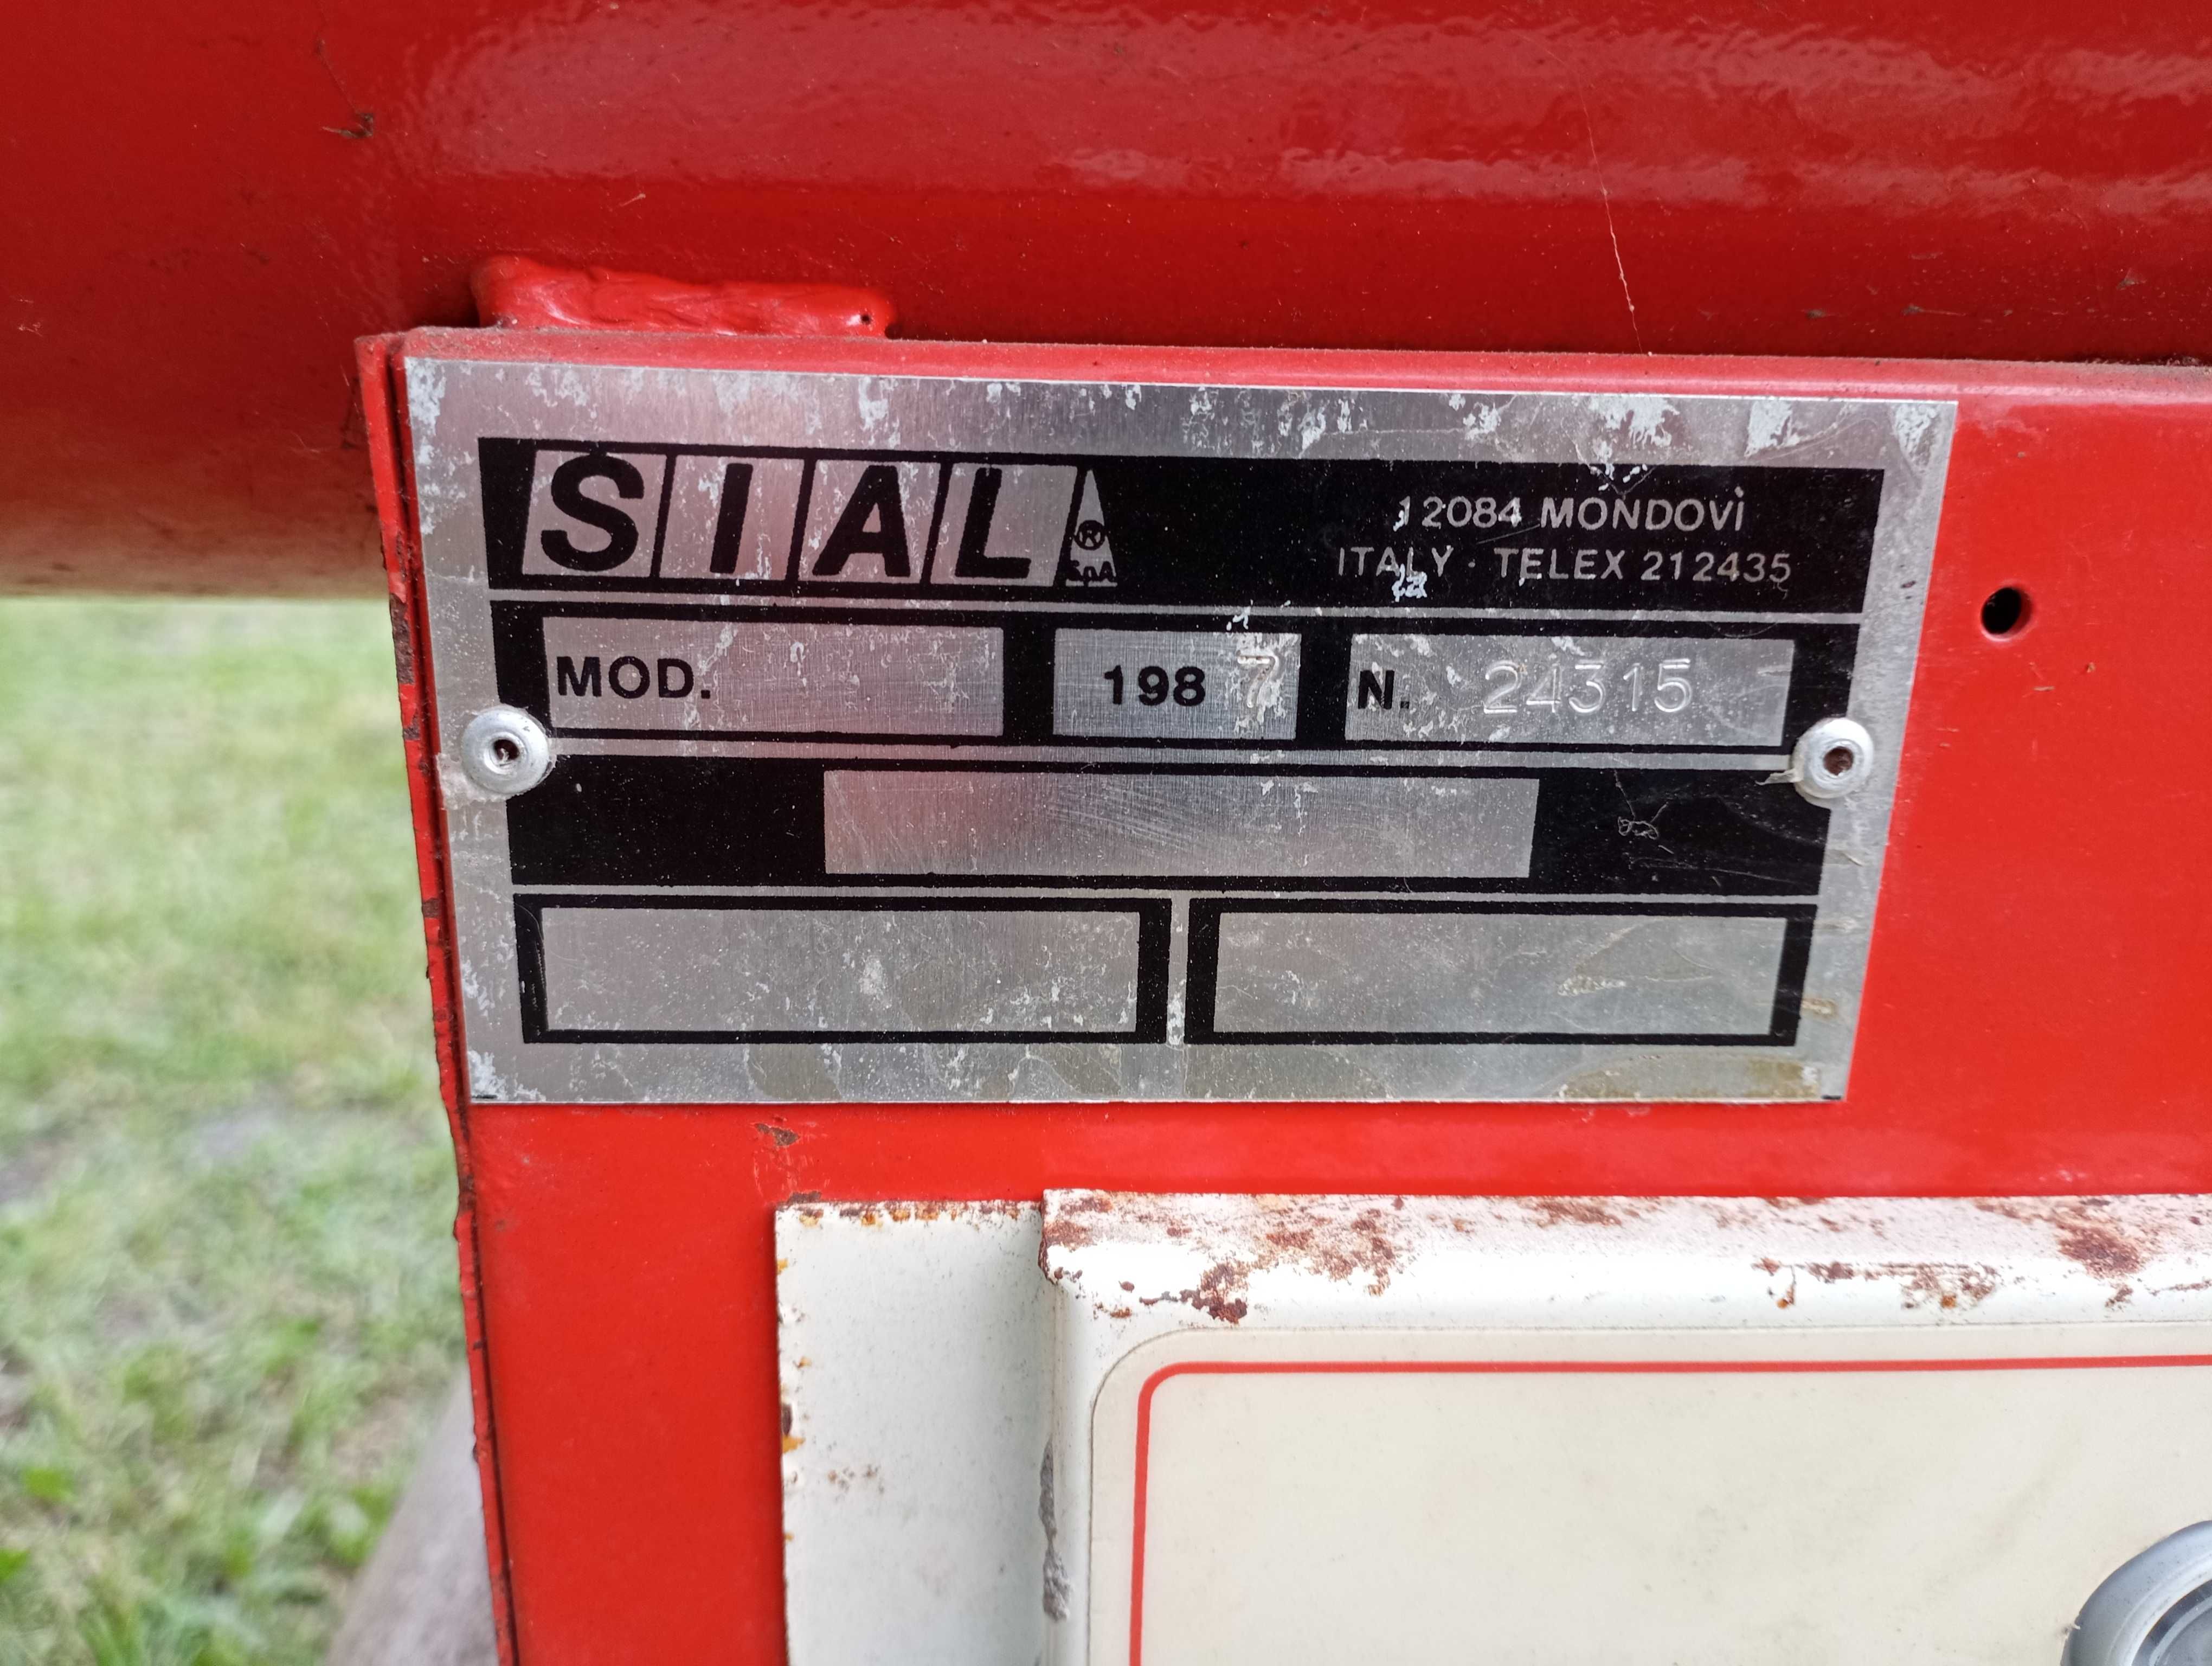 SIAL ® S.p.A
12084 MONDOVÌ
ITALY · TELEX 212435
MOD. 1987 N. 24315